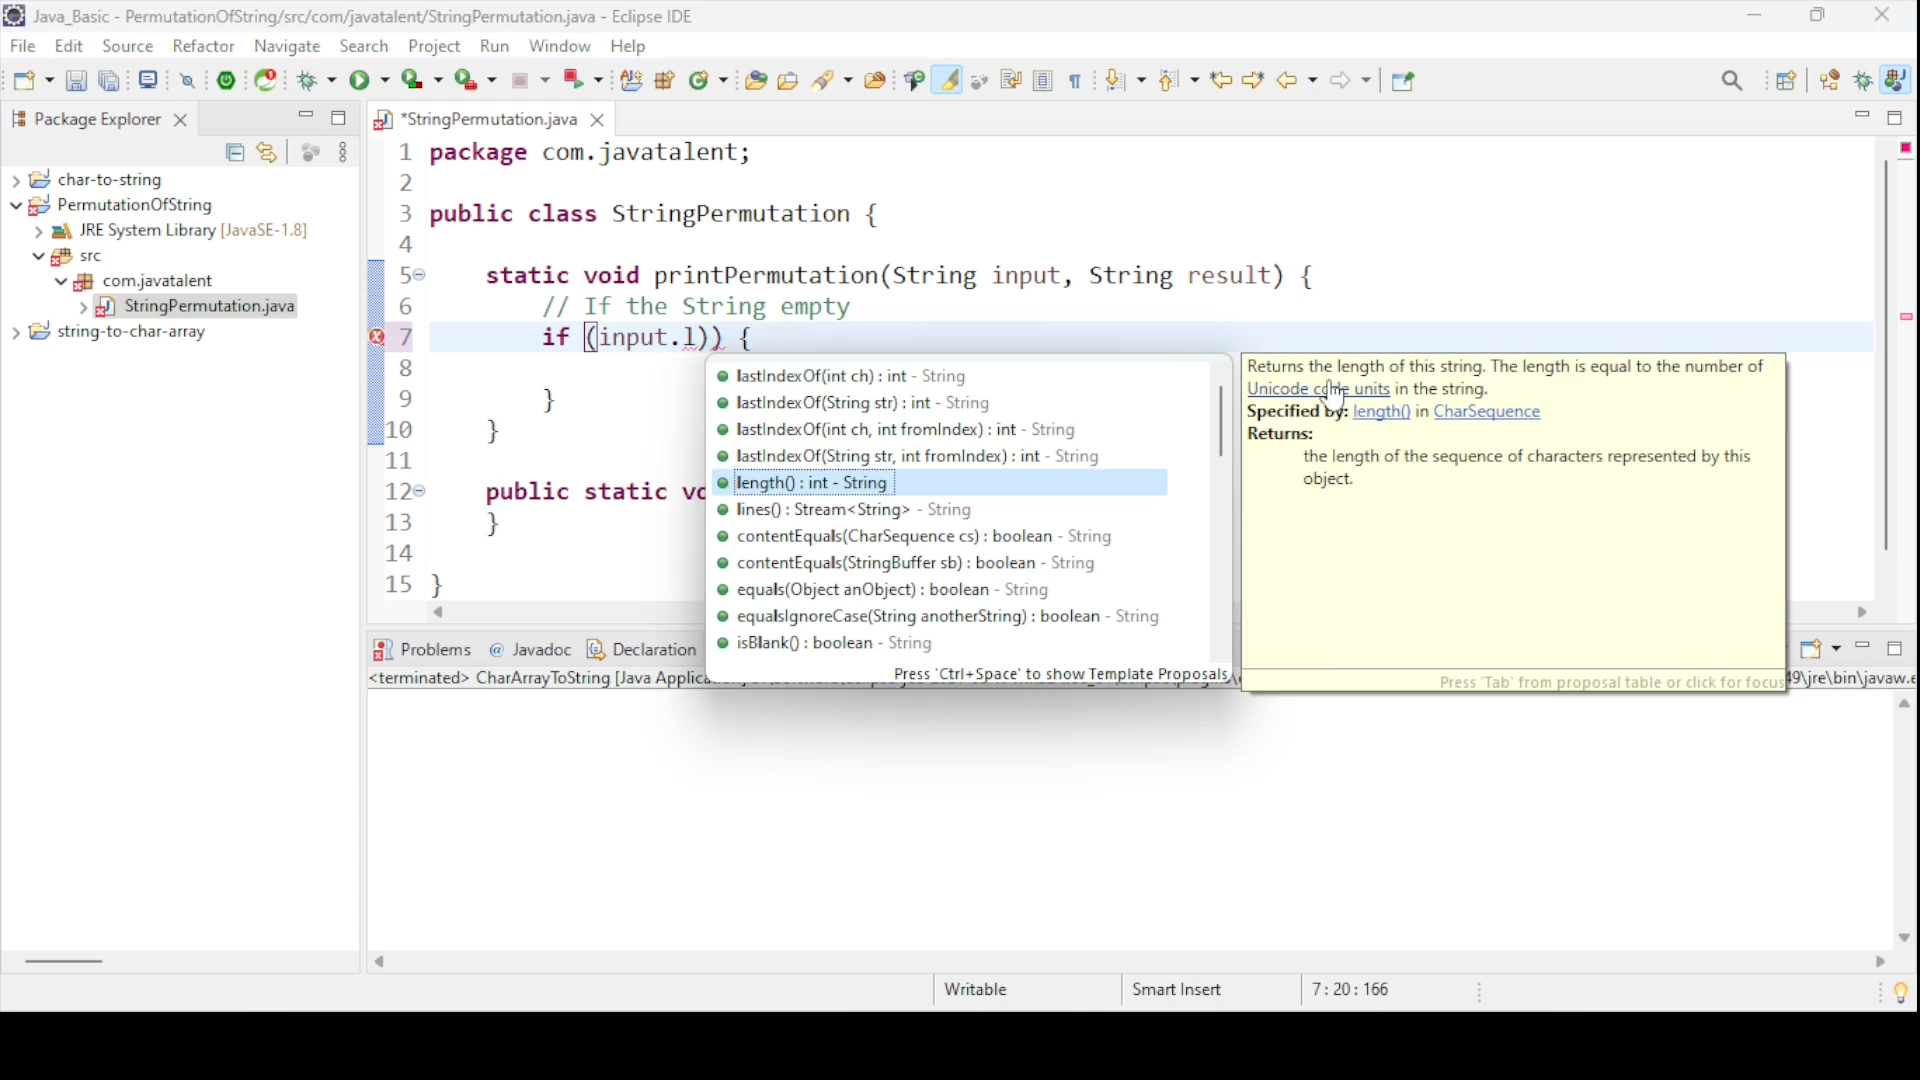 Java_Basic - PermutationOfString/src/com/javatalent/StringPermutation.java - Eclipse IDE
File Edit Source Refactor Navigate Search Project Run Window Help
Package Explorer
*StringPermutation.java
char-to-string
PermutationOfString
JRE System Library [JavaSE-1.8]
src
com.javatalent
StringPermutation.java
string-to-char-array
1 package com.javatalent;
2
3 public class StringPermutation {
4
5 static void printPermutation(String input, String result) {
6 // If the String empty
7 if (input.l)) {
8
9 }
10 }
11
12 public static vo
13 }
14
15 }
lastIndexOf(int ch) : int - String
lastIndexOf(String str) : int - String
lastIndexOf(int ch, int fromIndex) : int - String
lastIndexOf(String str, int fromIndex) : int - String
length() : int - String
lines() : Stream<String> - String
contentEquals(CharSequence cs) : boolean - String
contentEquals(StringBuffer sb) : boolean - String
equals(Object anObject) : boolean - String
equalsIgnoreCase(String anotherString) : boolean - String
isBlank() : boolean - String
Press 'Ctrl+Space' to show Template Proposals
Returns the length of this string. The length is equal to the number of
Unicode code units in the string.
Specified by: length() in CharSequence
Returns:
the length of the sequence of characters represented by this
object.
Press 'Tab' from proposal table or click for focus
Problems @ Javadoc Declaration
<terminated> CharArrayToString [Java Applica
49\jre\bin\javaw.e
Writable Smart Insert 7 : 20 : 166